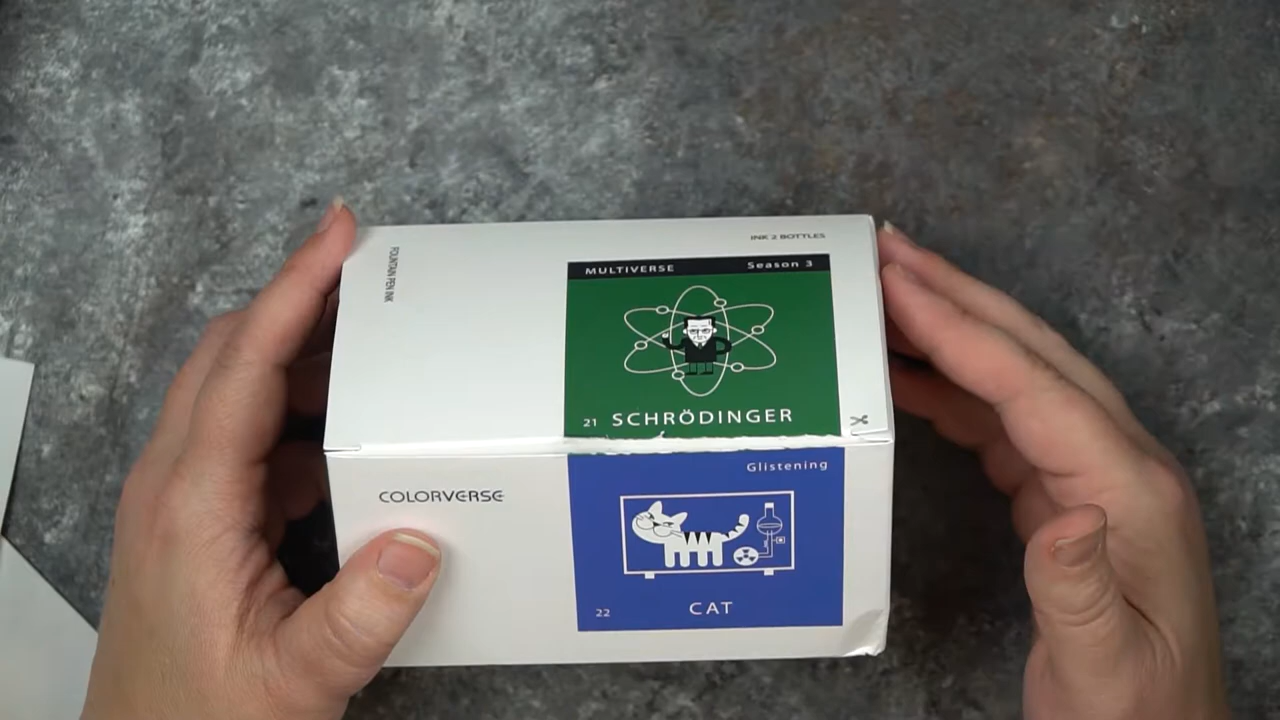 INK 2 BOTTLES
FOUNTAIN PEN INK
MULTIVERSE Season 3
21 SCHRÖDINGER
Glistening
COLORVERSE
22 CAT